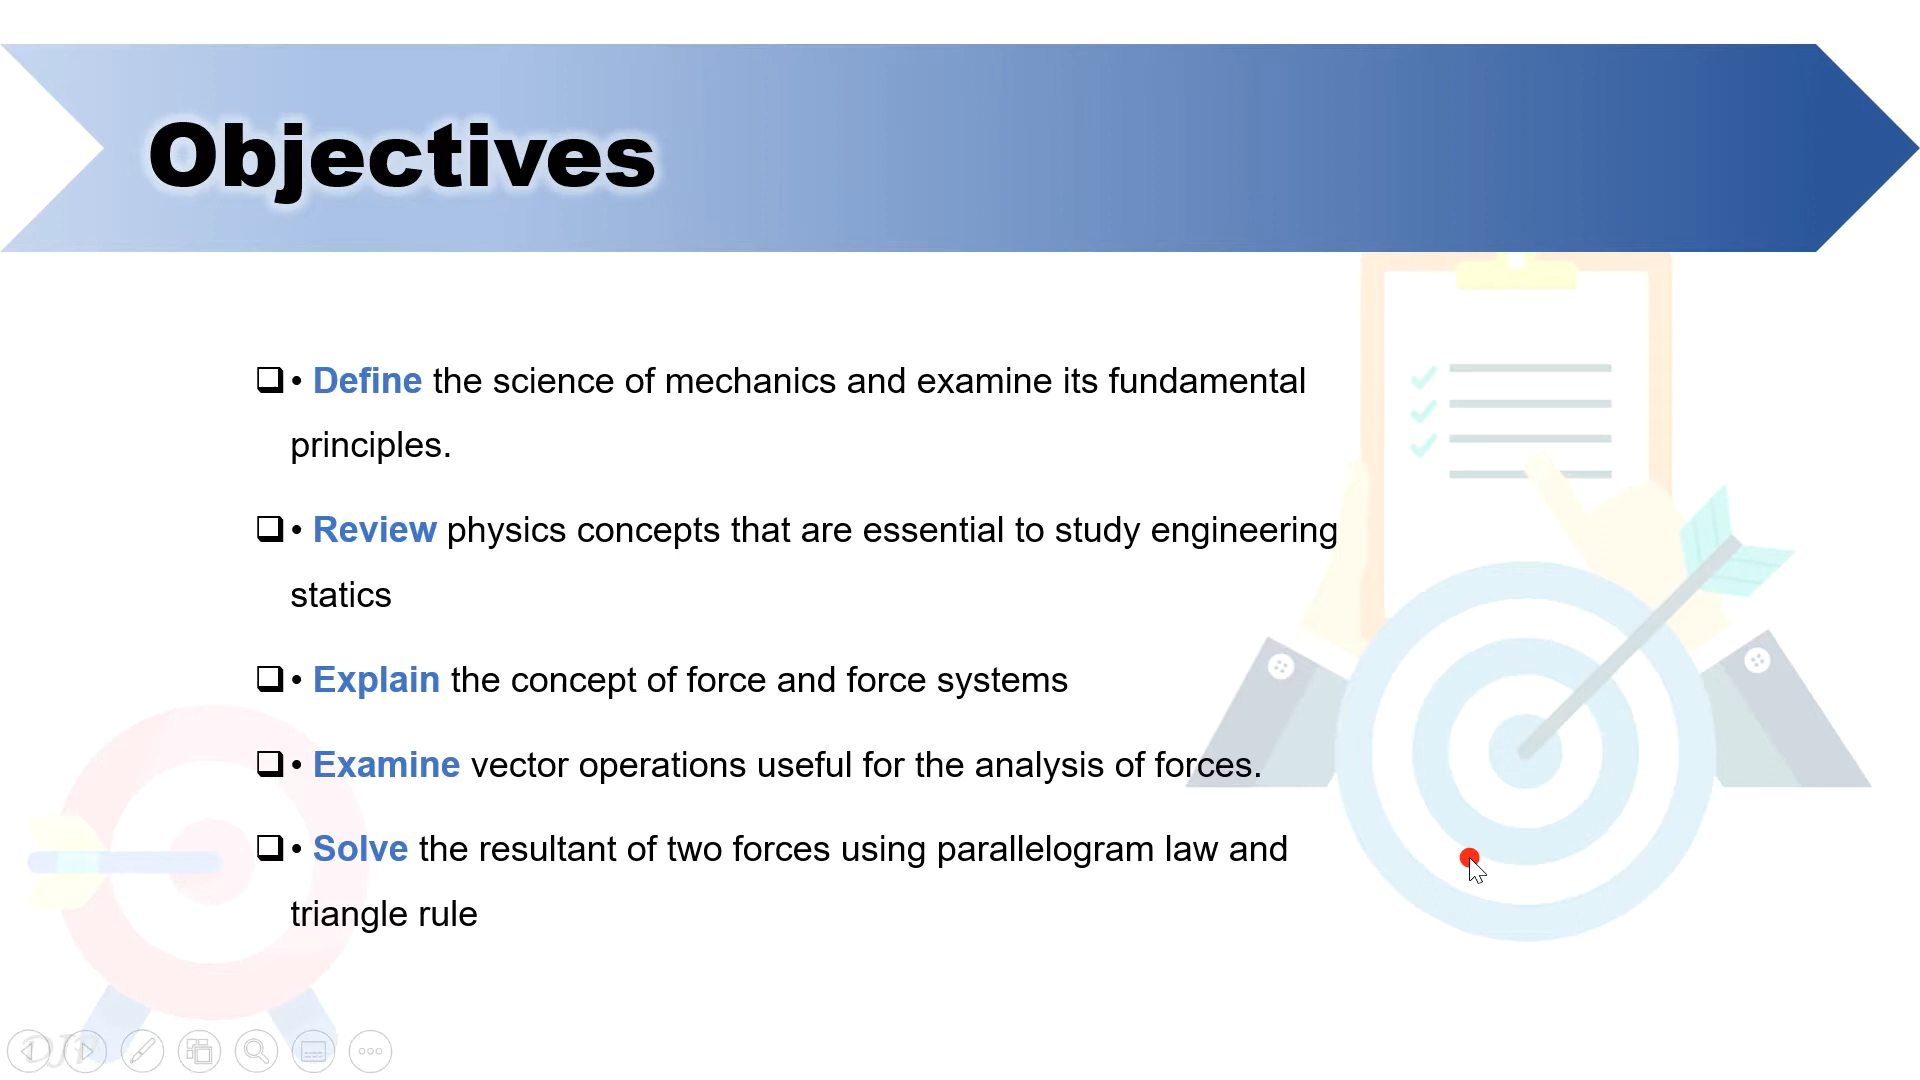 Objectives
❑ • Define the science of mechanics and examine its fundamental
principles.
❑ • Review physics concepts that are essential to study engineering
statics
❑ • Explain the concept of force and force systems
❑ • Examine vector operations useful for the analysis of forces.
❑ • Solve the resultant of two forces using parallelogram law and
triangle rule